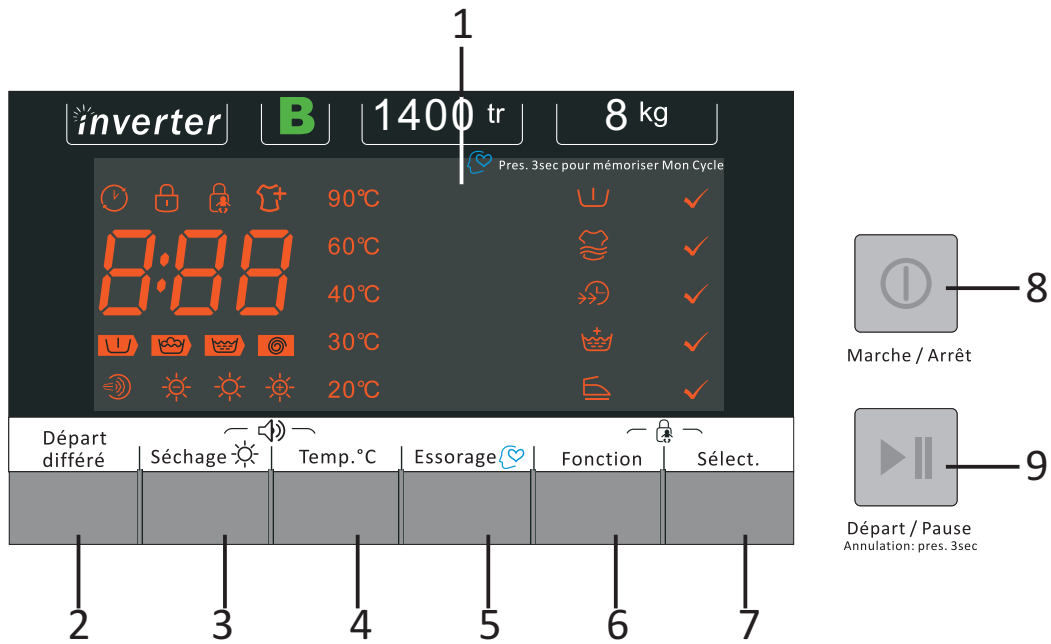 1
inverter B 1400 tr 8 kg
Pres. 3sec pour mémoriser Mon Cycle
90°C
8:88
60°C
40°C
30°C
20°C
Départ différé
Séchage
Temp.°C
Essorage
Fonction
Sélect.
2 3 4 5 6 7
8
Marche / Arrêt
9
Départ / Pause
Annulation: pres. 3sec